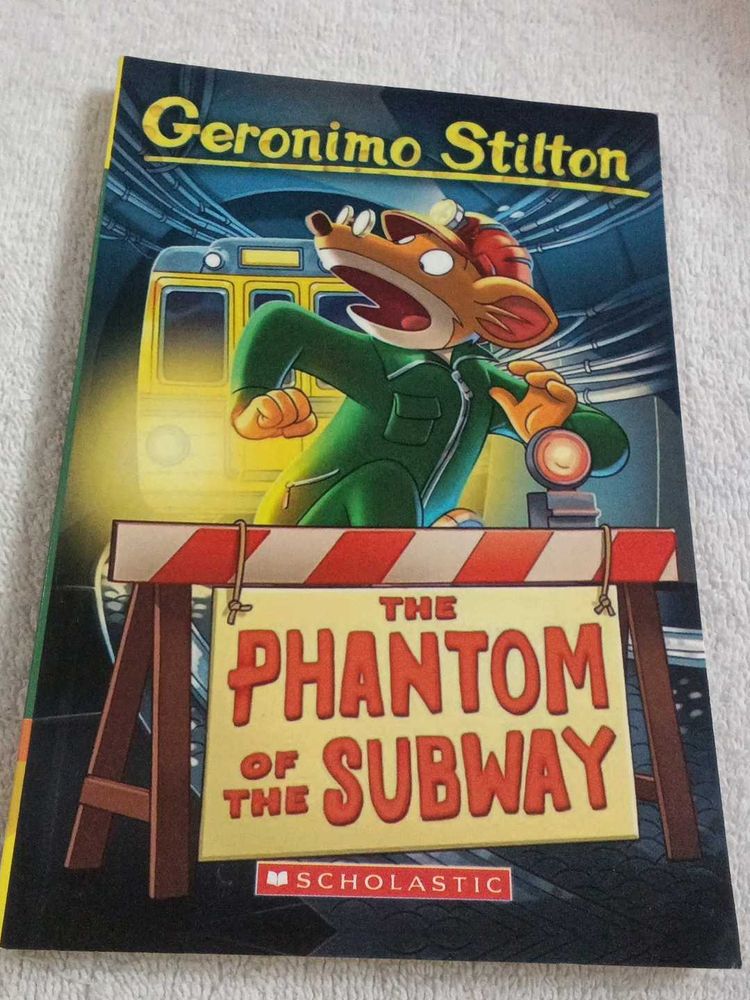 Geronimo Stilton
THE
PHANTOM
OF
THE SUBWAY
SCHOLASTIC